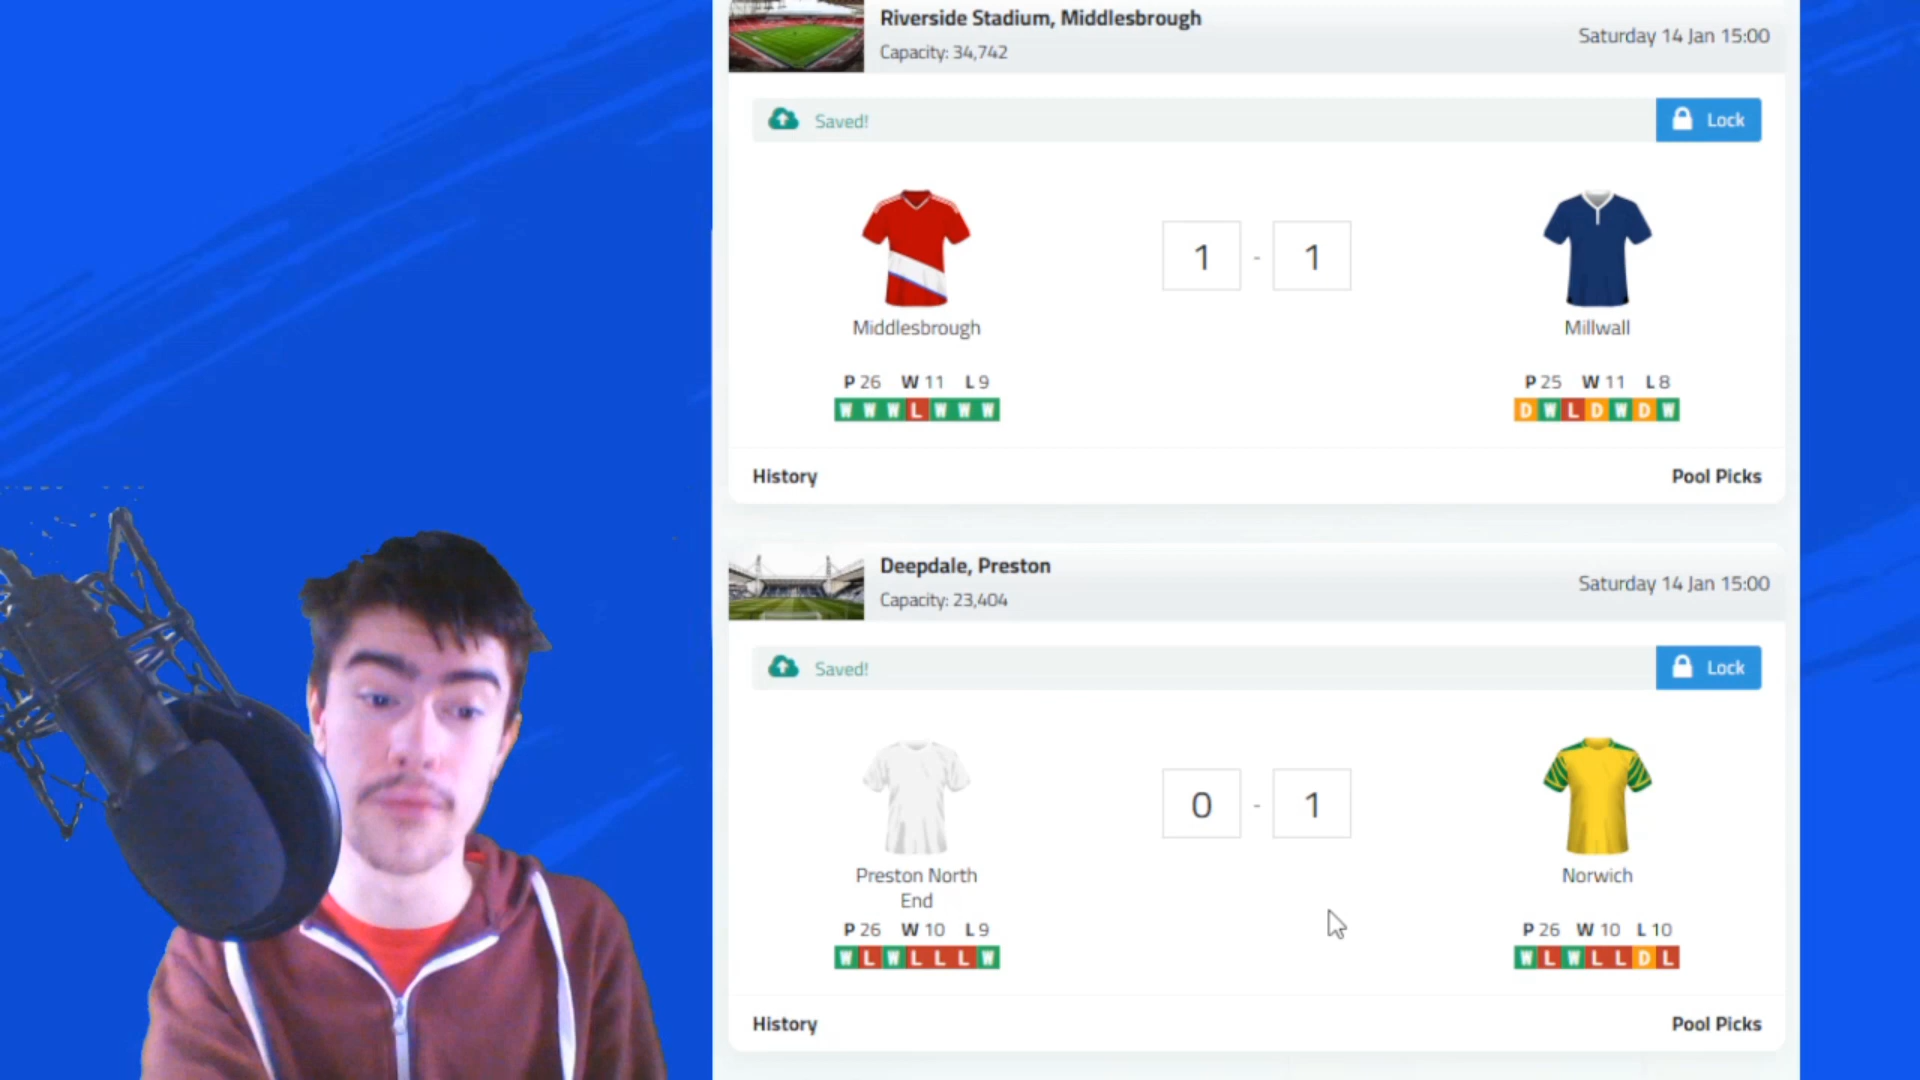 Riverside Stadium, Middlesbrough
Capacity: 34,742
Saturday 14 Jan 15:00
Saved!
Lock
1 - 1
Middlesbrough
Millwall
P 26 W 11 L 9
P 25 W 11 L 8
W W W L W W W
D W L D W D W
History
Pool Picks
Deepdale, Preston
Capacity: 23,404
Saturday 14 Jan 15:00
Saved!
Lock
0 - 1
Preston North
End
Norwich
P 26 W 10 L 9
P 26 W 10 L 10
W L W L L L W
W L W L L D L
History
Pool Picks